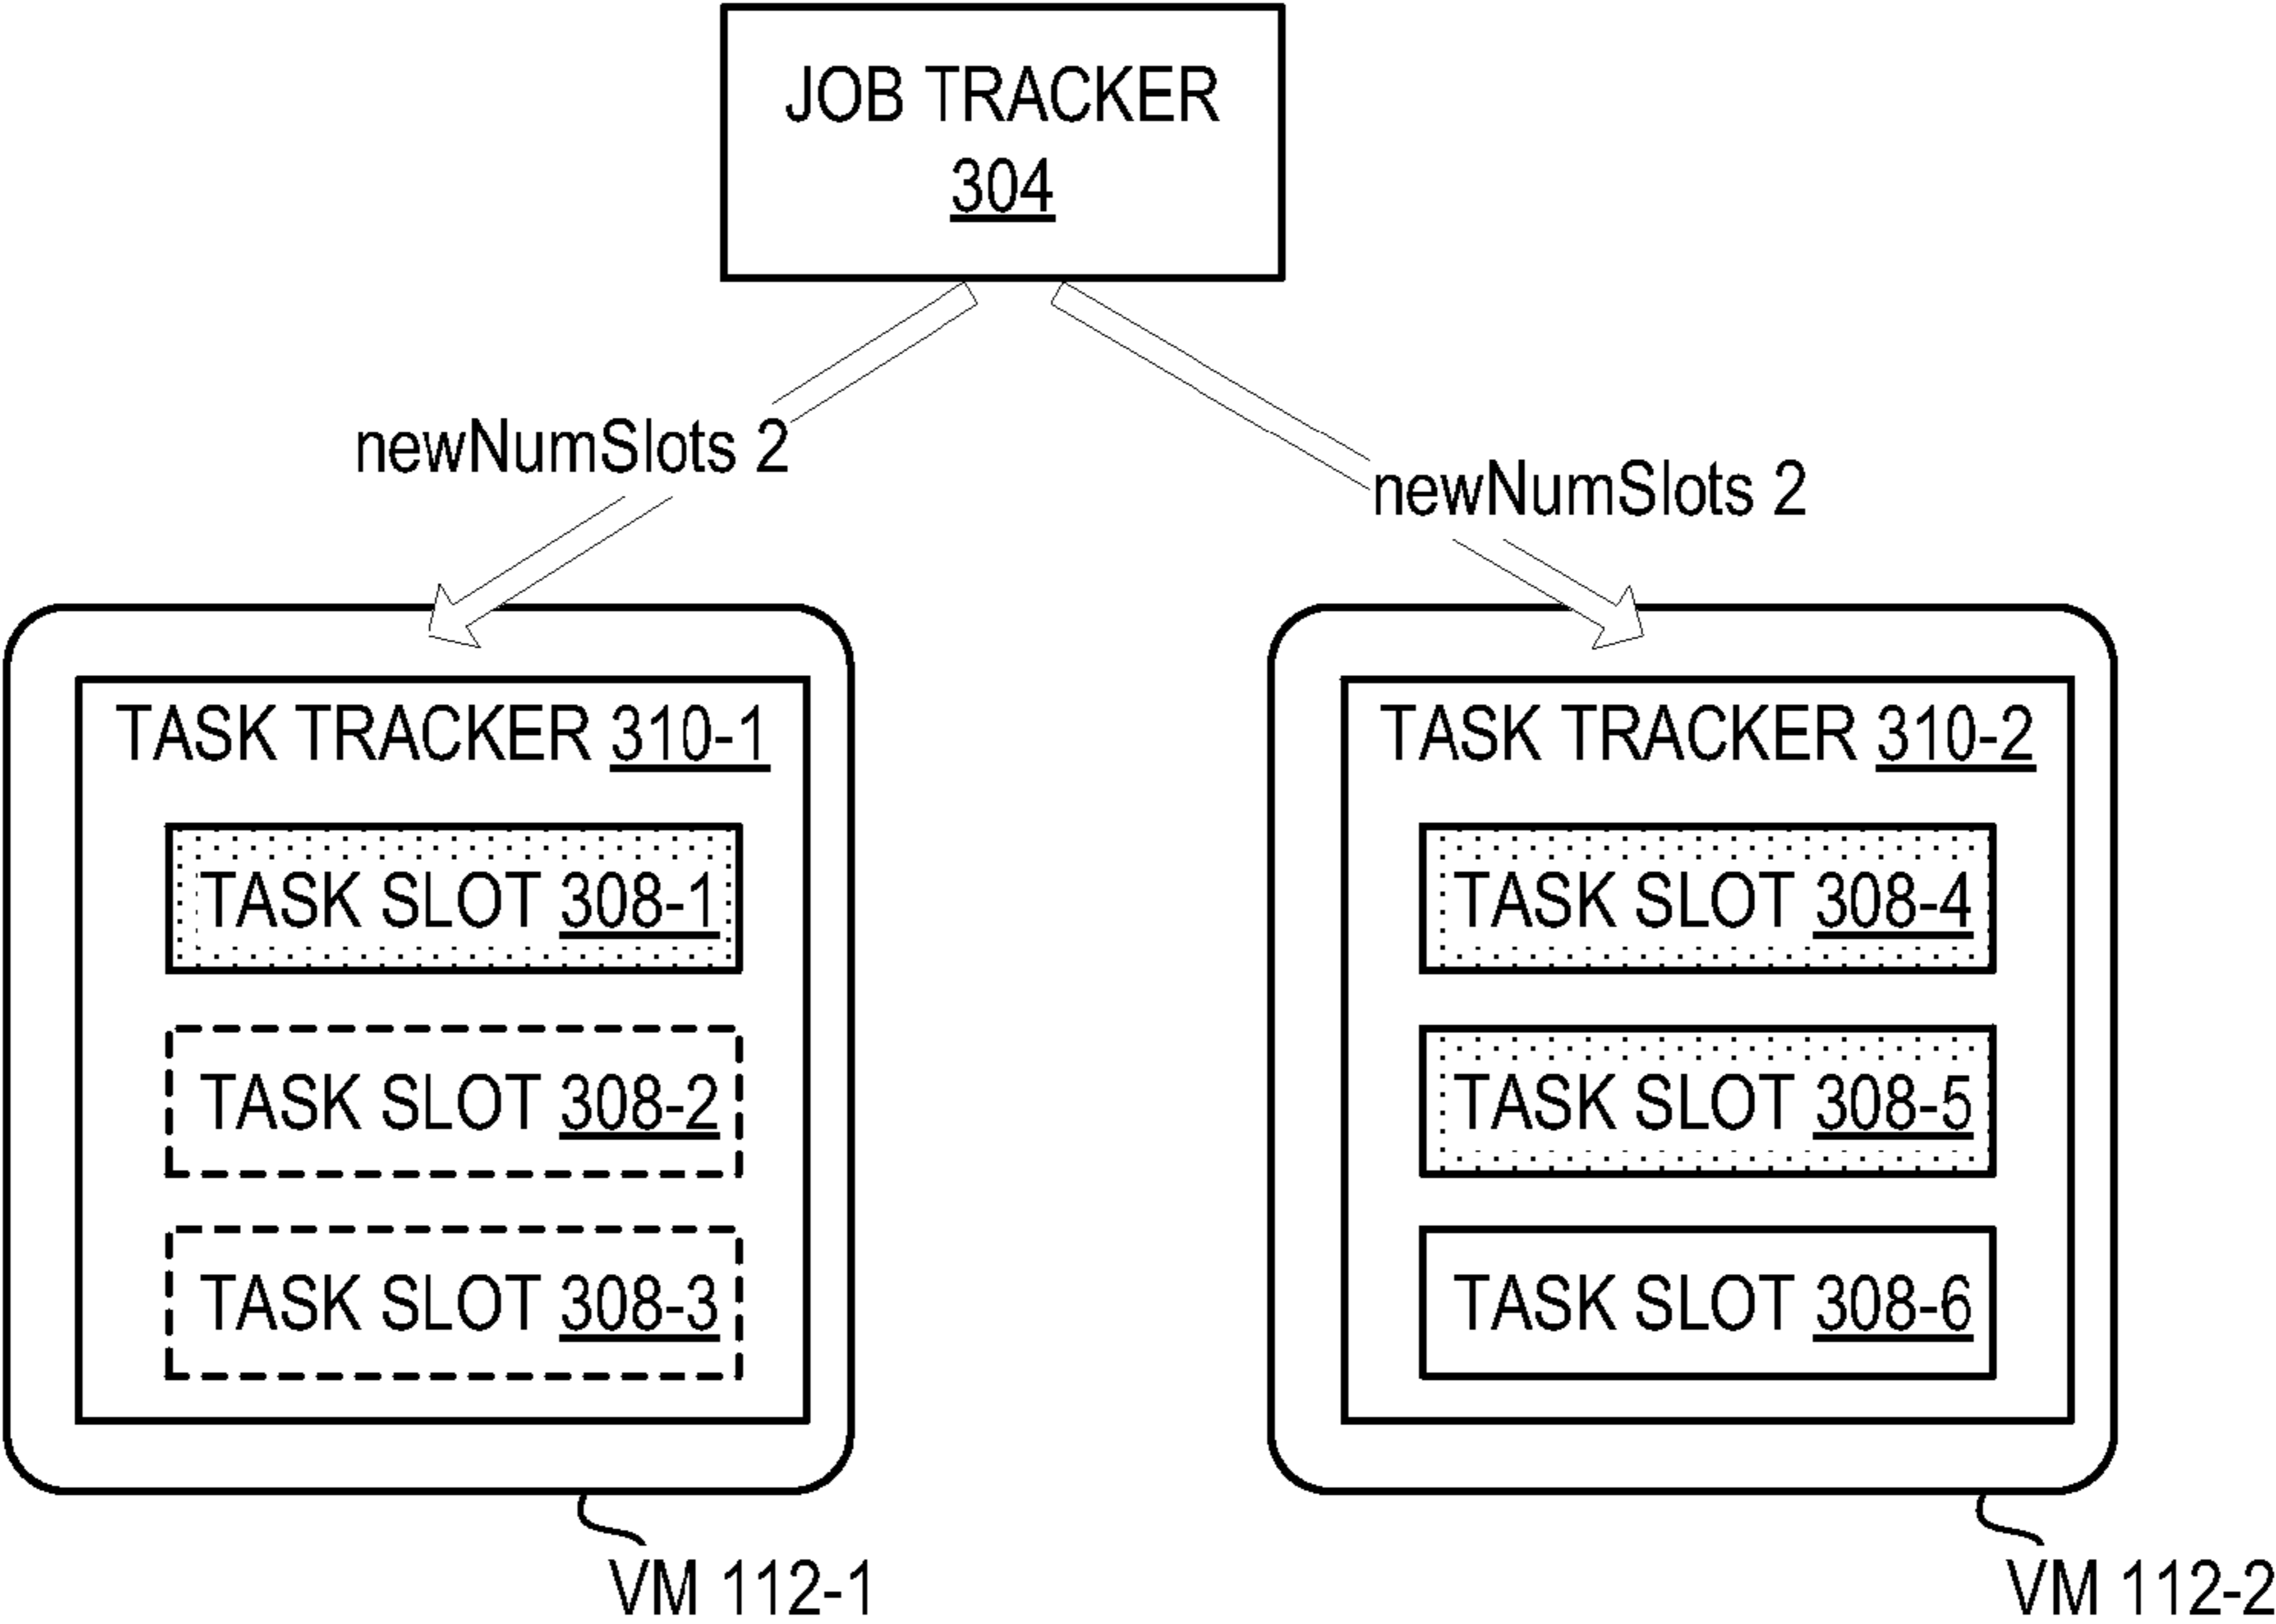 JOB TRACKER
304
newNumSlots 2
newNumSlots 2
TASK TRACKER 310-1
TASK SLOT 308-1
TASK SLOT 308-2
TASK SLOT 308-3
VM 112-1
TASK TRACKER 310-2
TASK SLOT 308-4
TASK SLOT 308-5
TASK SLOT 308-6
VM 112-2